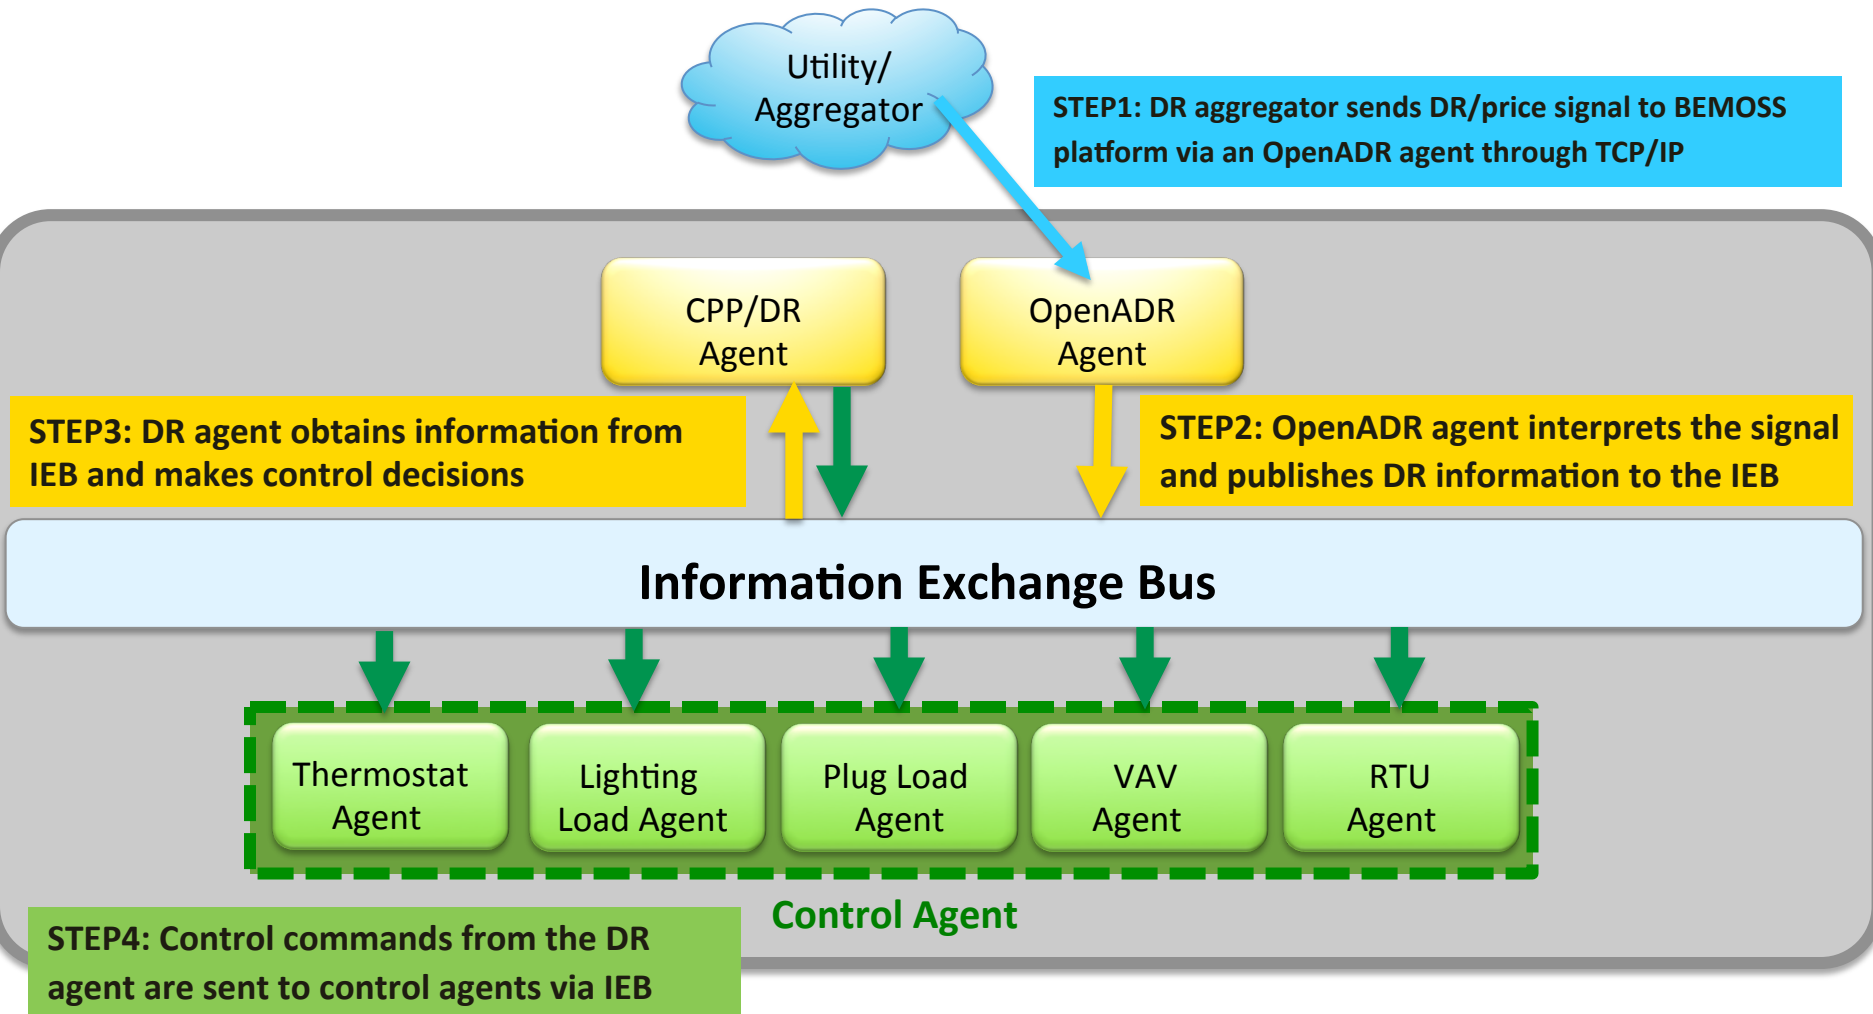 Utility/
Aggregator
STEP1: DR aggregator sends DR/price signal to BEMOSS
platform via an OpenADR agent through TCP/IP
CPP/DR
Agent
OpenADR
Agent
STEP3: DR agent obtains information from
IEB and makes control decisions
STEP2: OpenADR agent interprets the signal
and publishes DR information to the IEB
Information Exchange Bus
Thermostat
Agent
Lighting
Load Agent
Plug Load
Agent
VAV
Agent
RTU
Agent
Control Agent
STEP4: Control commands from the DR
agent are sent to control agents via IEB